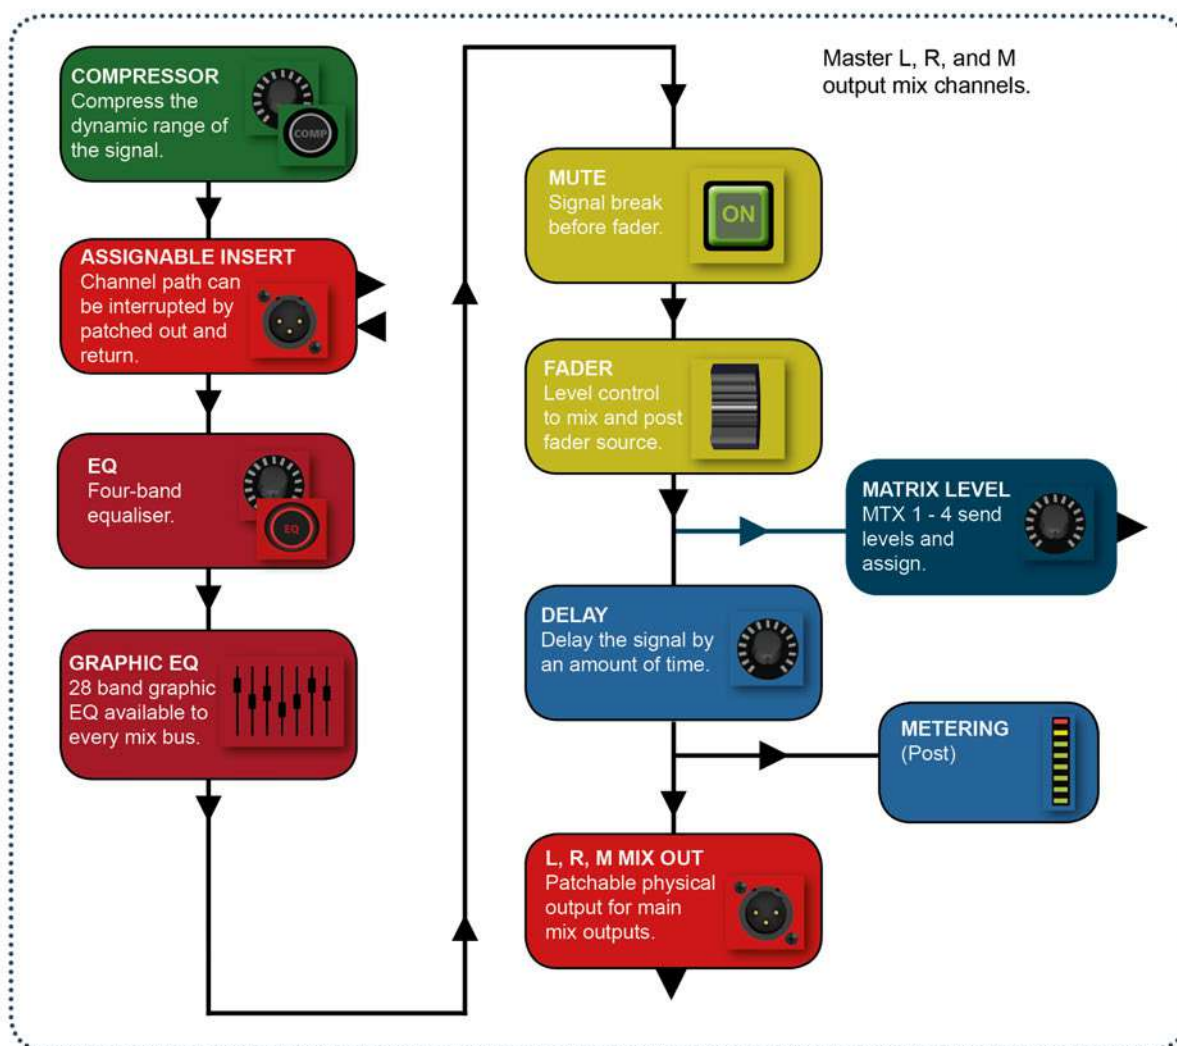 Master L, R, and M
output mix channels.
COMPRESSOR
Compress the
dynamic range of
the signal.
COMP
ASSIGNABLE INSERT
Channel path can
be interrupted by
patched out and
return.
EQ
Four-band
equaliser.
EQ
GRAPHIC EQ
28 band graphic
EQ available to
every mix bus.
MUTE
Signal break
before fader.
ON
FADER
Level control
to mix and post
fader source.
MATRIX LEVEL
MTX 1 - 4 send
levels and
assign.
DELAY
Delay the signal by
an amount of time.
METERING
(Post)
L, R, M MIX OUT
Patchable physical
output for main
mix outputs.